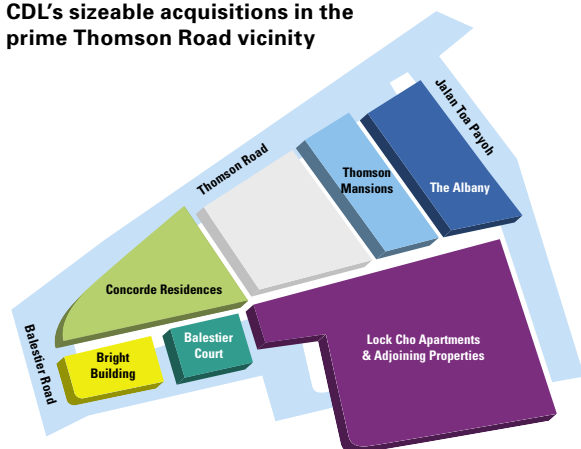 CDL's sizeable acquisitions in the
prime Thomson Road vicinity
Jalan Toa Payoh
Thomson Road
Thomson
Mansions
The Albany
Concorde Residences
Balestier Road
Bright
Building
Balestier
Court
Lock Cho Apartments
& Adjoining Properties